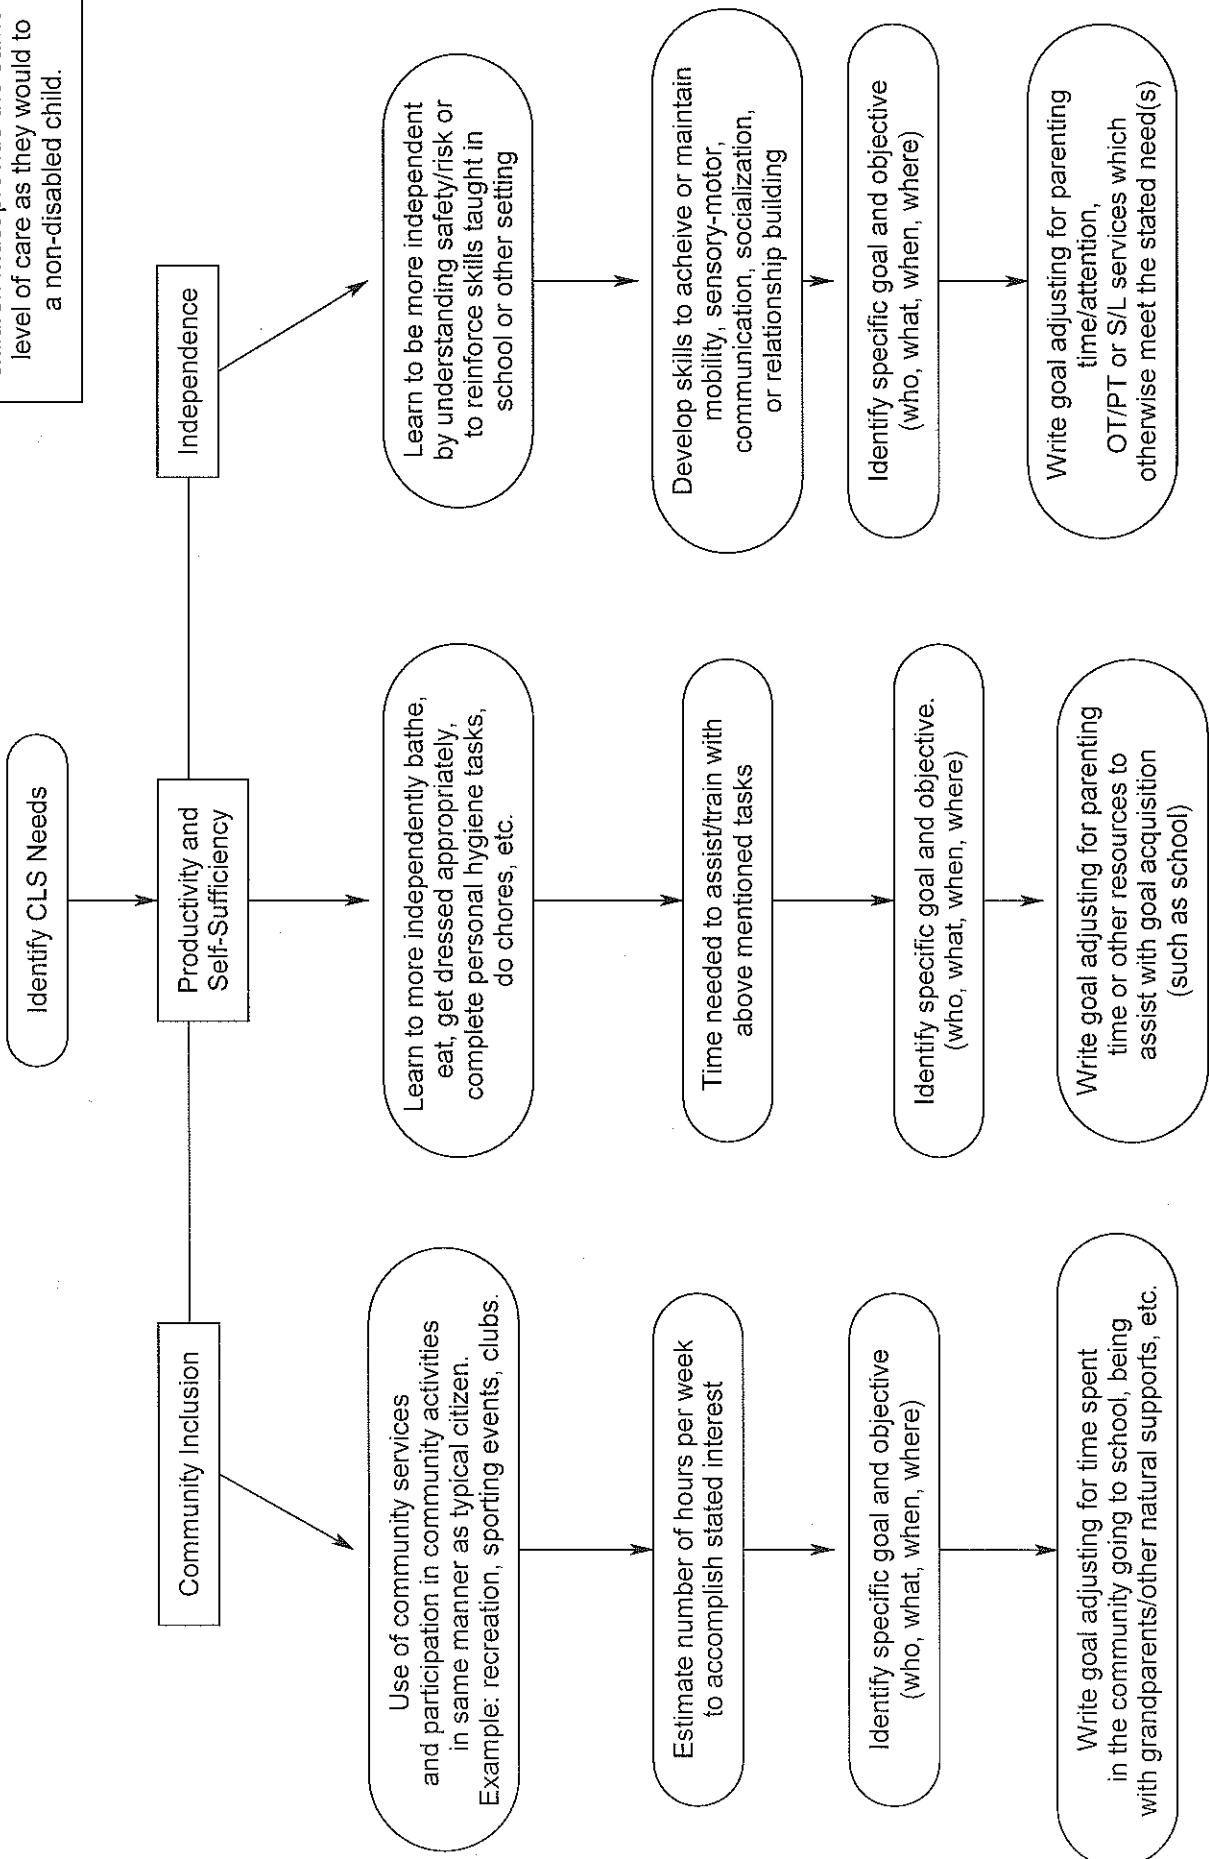 level of care as they would to
a non-disabled child.
Identify CLS Needs
Community Inclusion
Productivity and
Self-Sufficiency
Independence
Use of community services
and participation in community activities
in same manner as typical citizen.
Example: recreation, sporting events, clubs.
Estimate number of hours per week
to accomplish stated interest
Identify specific goal and objective
(who, what, when, where)
Write goal adjusting for time spent
in the community going to school, being
with grandparents/other natural supports, etc.
Learn to more independently bathe,
eat, get dressed appropriately,
complete personal hygiene tasks,
do chores, etc.
Time needed to assist/train with
above mentioned tasks
Identify specific goal and objective.
(who, what, when, where)
Write goal adjusting for parenting
time or other resources to
assist with goal acquisition
(such as school)
Learn to be more independent
by understanding safety/risk or
to reinforce skills taught in
school or other setting
Develop skills to acheive or maintain
mobility, sensory-motor,
communication, socialization,
or relationship building
Identify specific goal and objective
(who, what, when, where)
Write goal adjusting for parenting
time/attention,
OT/PT or S/L services which
otherwise meet the stated need(s)